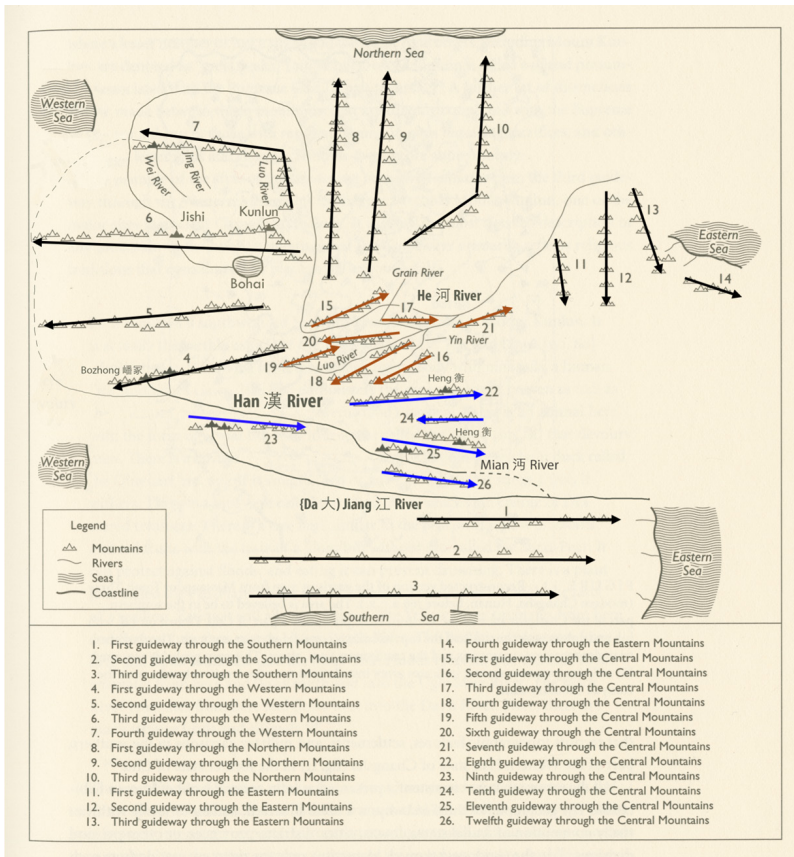 Northern Sea
Western
Sea
7
8
9
10
Wei River
Jing River
Luo River
6
Jishi
Kunlun
13
Eastern
Sea
Bohai
11
12
14
Grain River
He 河 River
5
15
17
21
20
Yin River
Luo River
16
19
18
4
Bozhong 嶓冢
Heng 衡
22
Han 漢 River
24
23
Heng 衡
25
Western
Sea
Mian 沔 River
26
(Da 大) Jiang 江 River
1
Legend
Mountains
Rivers
Seas
Coastline
2
Eastern
Sea
3
Southern Sea
1. First guideway through the Southern Mountains
2. Second guideway through the Southern Mountains
3. Third guideway through the Southern Mountains
4. First guideway through the Western Mountains
5. Second guideway through the Western Mountains
6. Third guideway through the Western Mountains
7. Fourth guideway through the Western Mountains
8. First guideway through the Northern Mountains
9. Second guideway through the Northern Mountains
10. Third guideway through the Northern Mountains
11. First guideway through the Eastern Mountains
12. Second guideway through the Eastern Mountains
13. Third guideway through the Eastern Mountains
14. Fourth guideway through the Eastern Mountains
15. First guideway through the Central Mountains
16. Second guideway through the Central Mountains
17. Third guideway through the Central Mountains
18. Fourth guideway through the Central Mountains
19. Fifth guideway through the Central Mountains
20. Sixth guideway through the Central Mountains
21. Seventh guideway through the Central Mountains
22. Eighth guideway through the Central Mountains
23. Ninth guideway through the Central Mountains
24. Tenth guideway through the Central Mountains
25. Eleventh guideway through the Central Mountains
26. Twelfth guideway through the Central Mountains